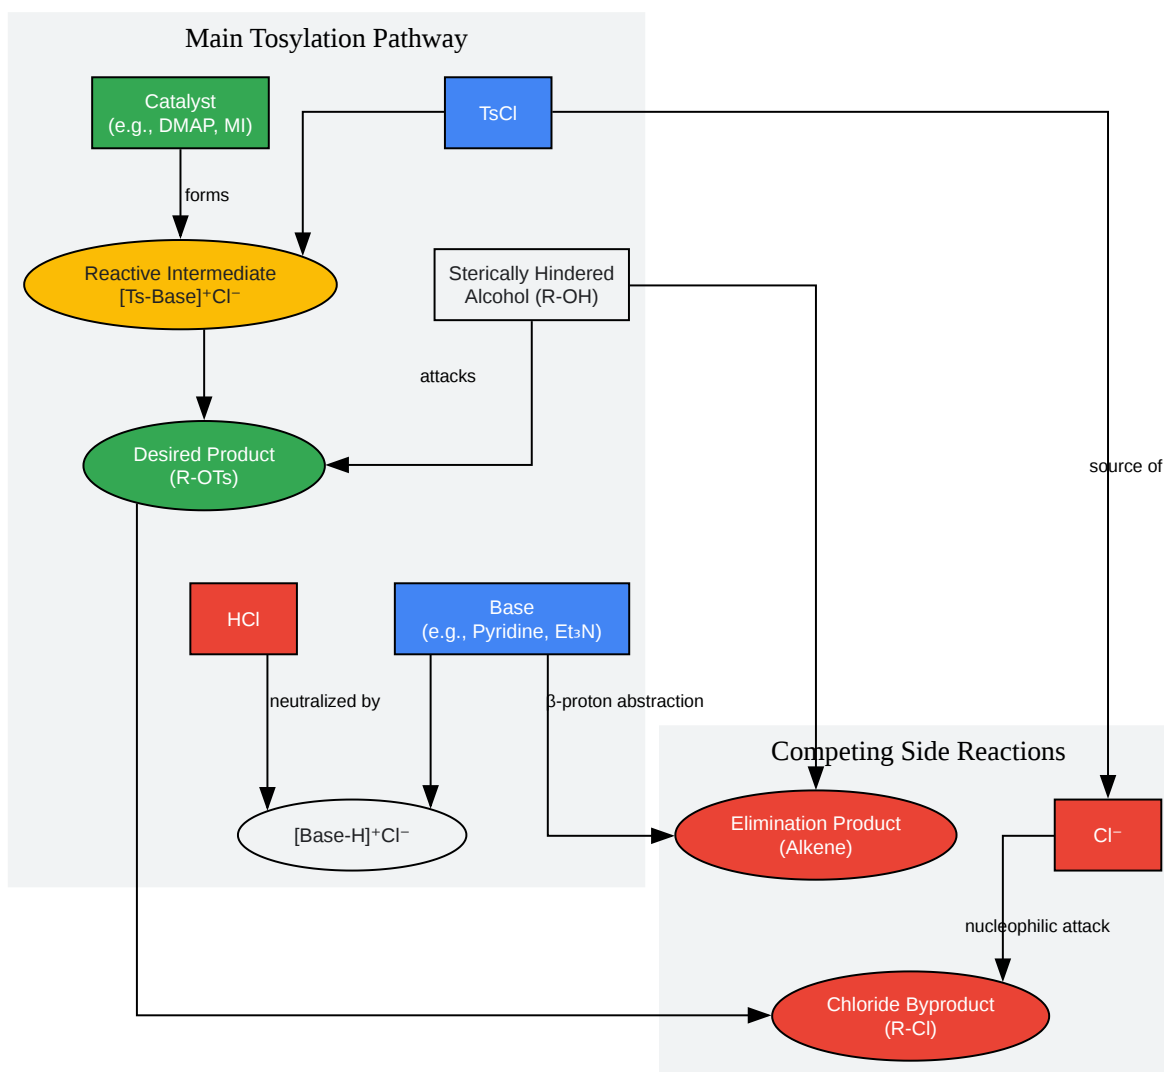 Main Tosylation Pathway
Catalyst
(e.g., DMAP, MI)
TsCl
forms
Reactive Intermediate
[Ts-Base]⁺Cl⁻
Sterically Hindered
Alcohol (R-OH)
attacks
Desired Product
(R-OTs)
source of
HCl
Base
(e.g., Pyridine, Et₃N)
neutralized by
β-proton abstraction
[Base-H]⁺Cl⁻
Competing Side Reactions
Elimination Product
(Alkene)
Cl⁻
nucleophilic attack
Chloride Byproduct
(R-Cl)